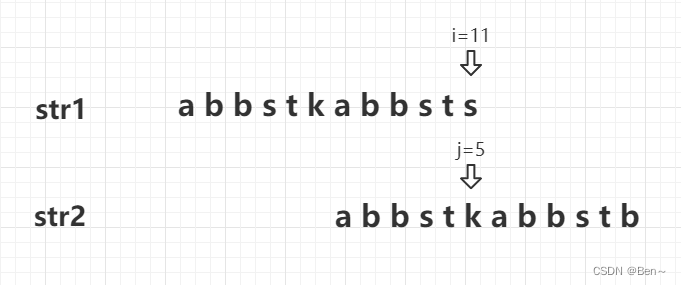 i=11
str1 a b b s t k a b b s t s
j=5
str2 a b b s t k a b b s t b
CSDN @Ben~